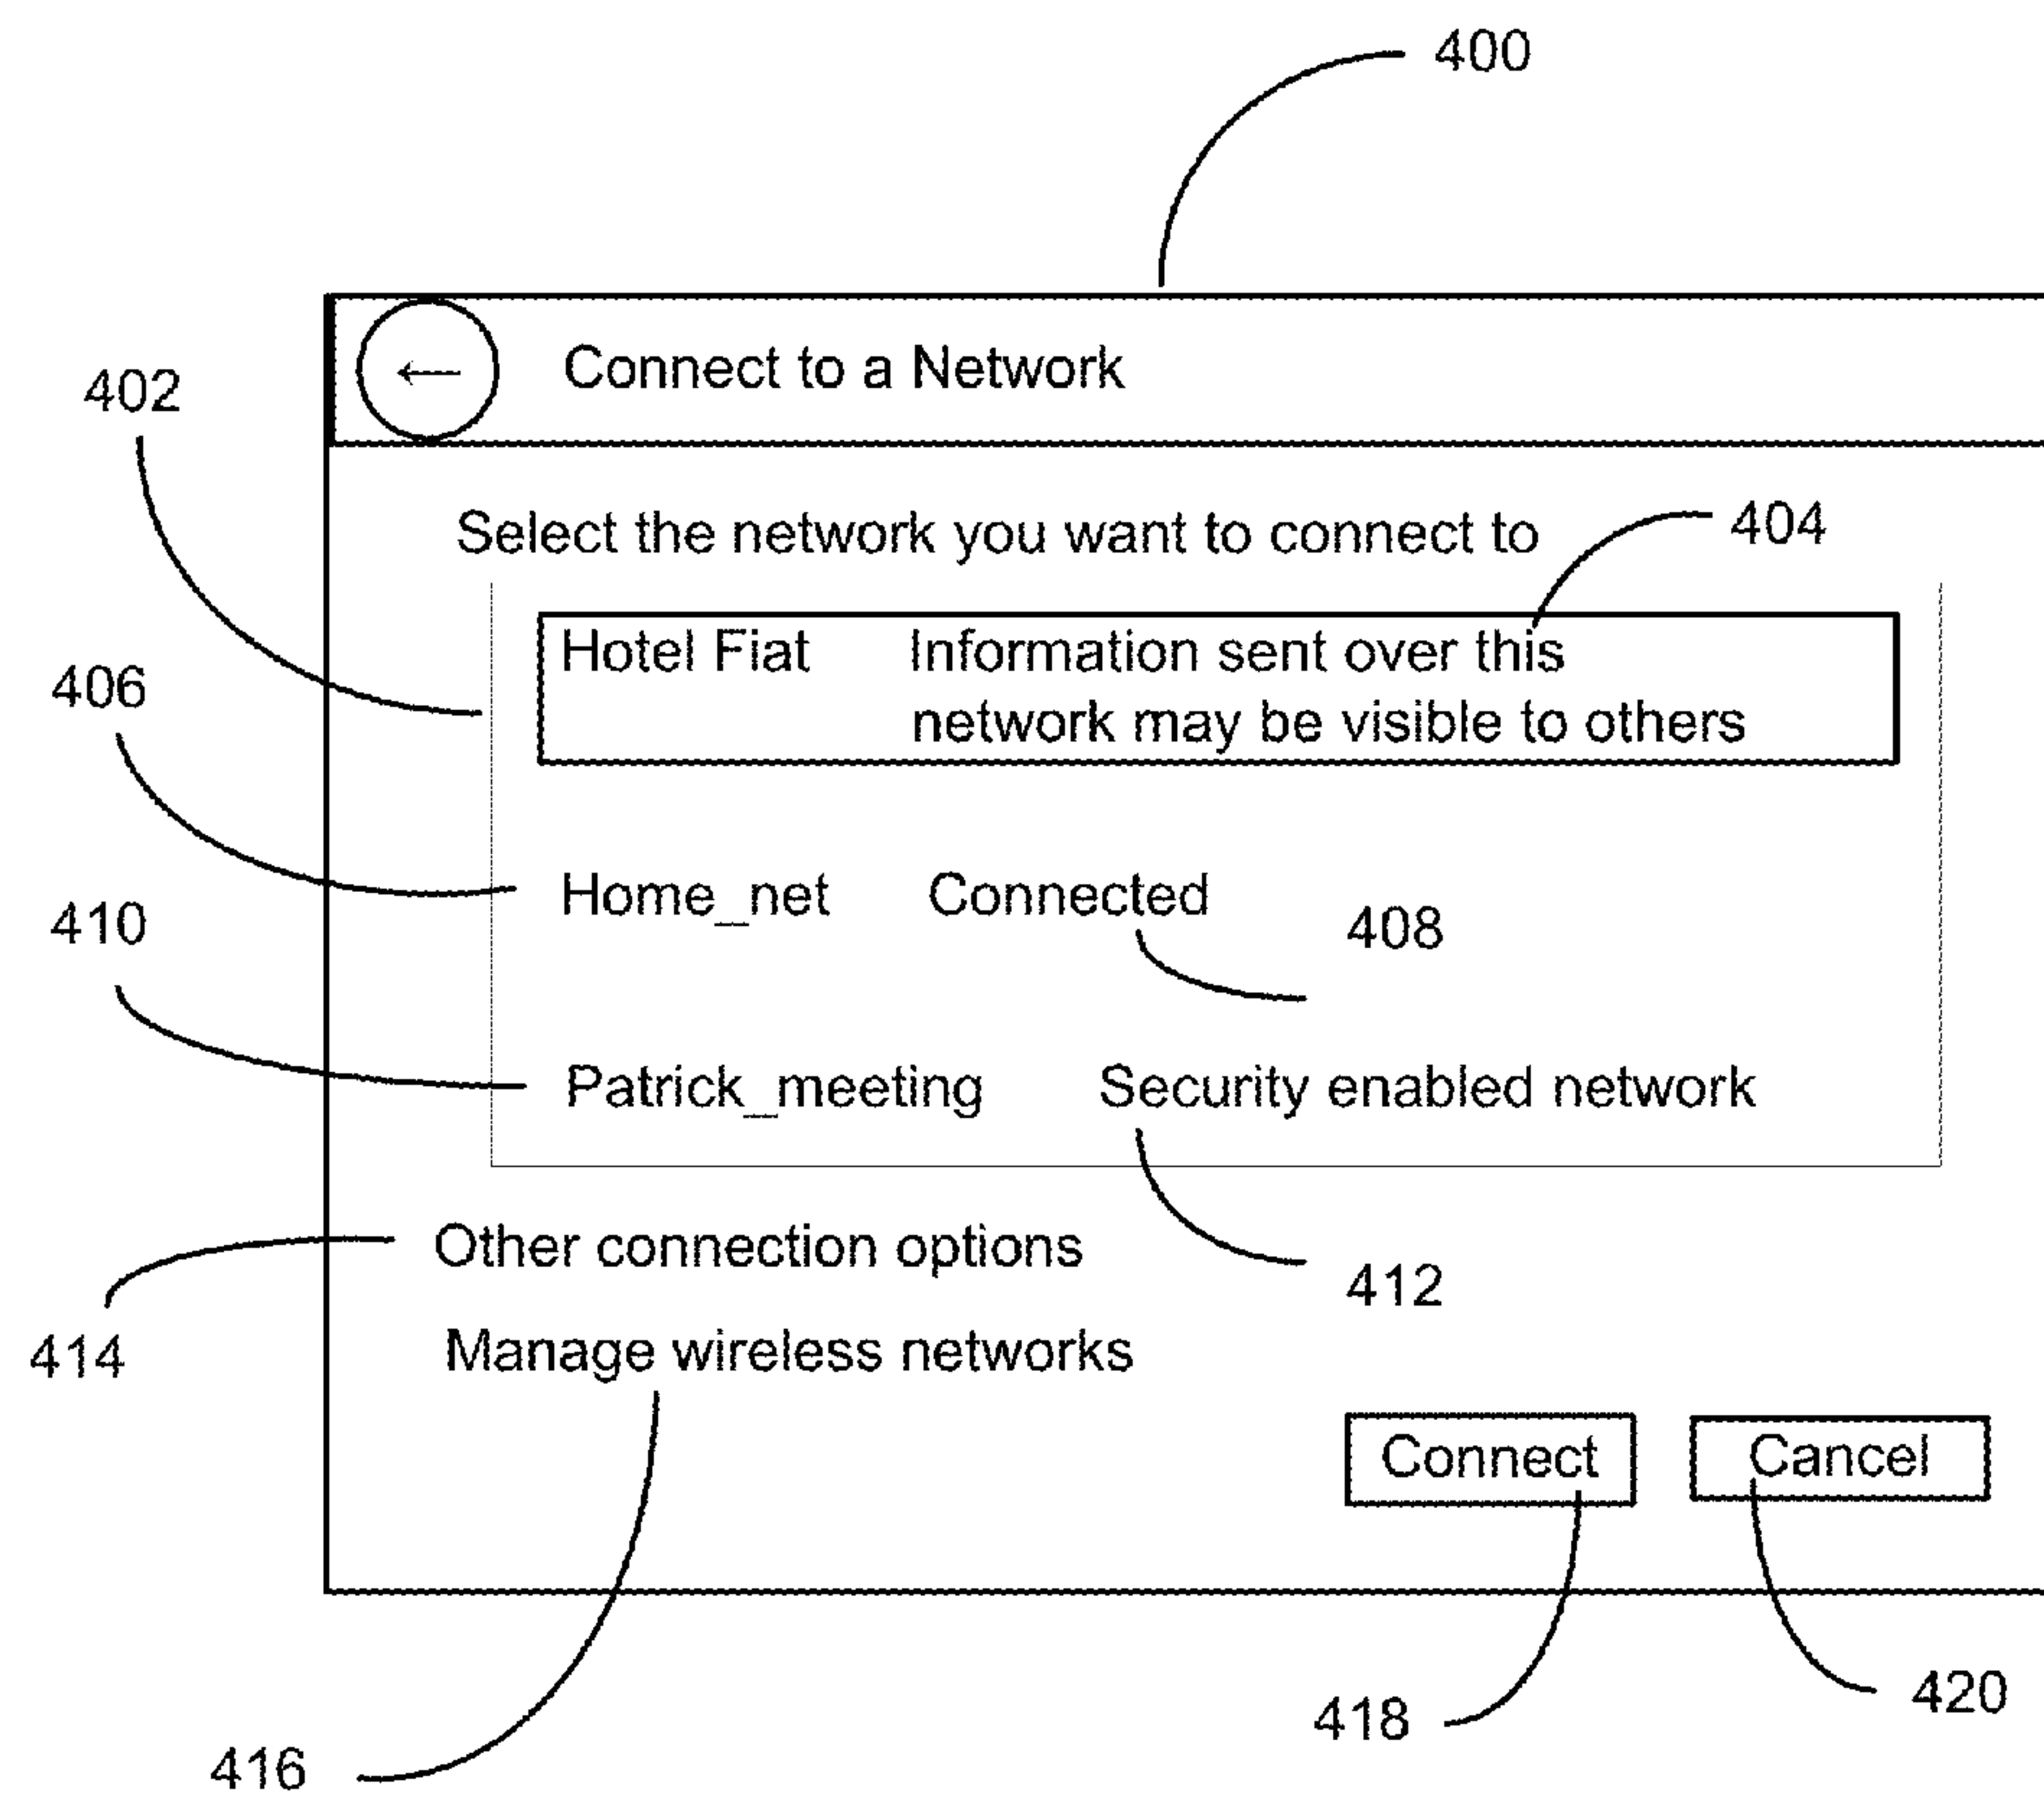 400
← Connect to a Network
402
Select the network you want to connect to
404
Hotel Fiat Information sent over this
network may be visible to others
406
Home_net Connected
410
408
Patrick_meeting Security enabled network
Other connection options
412
414
Manage wireless networks
Connect Cancel
418
420
416